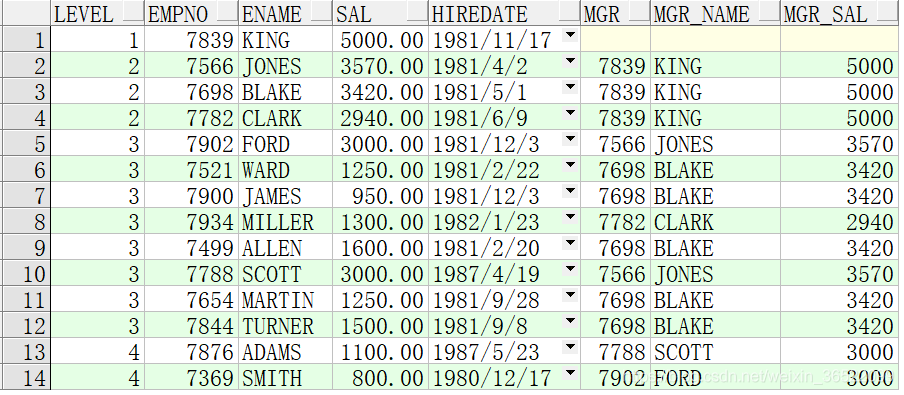 LEVEL EMPNO ENAME SAL HIREDATE MGR MGR_NAME MGR_SAL
1 1 7839 KING 5000.00 1981/11/17
2 2 7566 JONES 3570.00 1981/4/2 7839 KING 5000
3 2 7698 BLAKE 3420.00 1981/5/1 7839 KING 5000
4 2 7782 CLARK 2940.00 1981/6/9 7839 KING 5000
5 3 7902 FORD 3000.00 1981/12/3 7566 JONES 3570
6 3 7521 WARD 1250.00 1981/2/22 7698 BLAKE 3420
7 3 7900 JAMES 950.00 1981/12/3 7698 BLAKE 3420
8 3 7934 MILLER 1300.00 1982/1/23 7782 CLARK 2940
9 3 7499 ALLEN 1600.00 1981/2/20 7698 BLAKE 3420
10 3 7788 SCOTT 3000.00 1987/4/19 7566 JONES 3570
11 3 7654 MARTIN 1250.00 1981/9/28 7698 BLAKE 3420
12 3 7844 TURNER 1500.00 1981/9/8 7698 BLAKE 3420
13 4 7876 ADAMS 1100.00 1987/5/23 7788 SCOTT 3000
14 4 7369 SMITH 800.00 1980/12/17 7902 FORD 3000